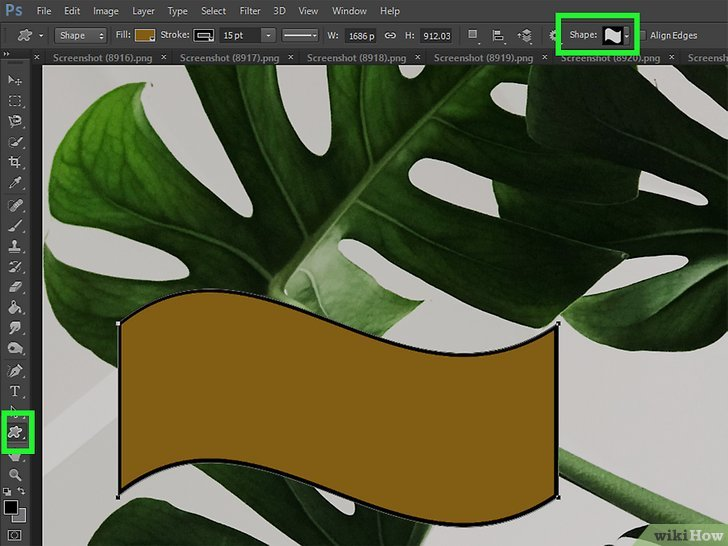 Ps File Edit Image Layer Type Select Filter 3D View Window Help
Shape Fill: Stroke: 15 pt W: 1686 p H: 912.03 Shape: Align Edges
Screenshot (8916).png × Screenshot (8917).png × Screenshot (8918).png × Screenshot (8919).png × Screenshot (8920).png × Screensh
T
wikiHow